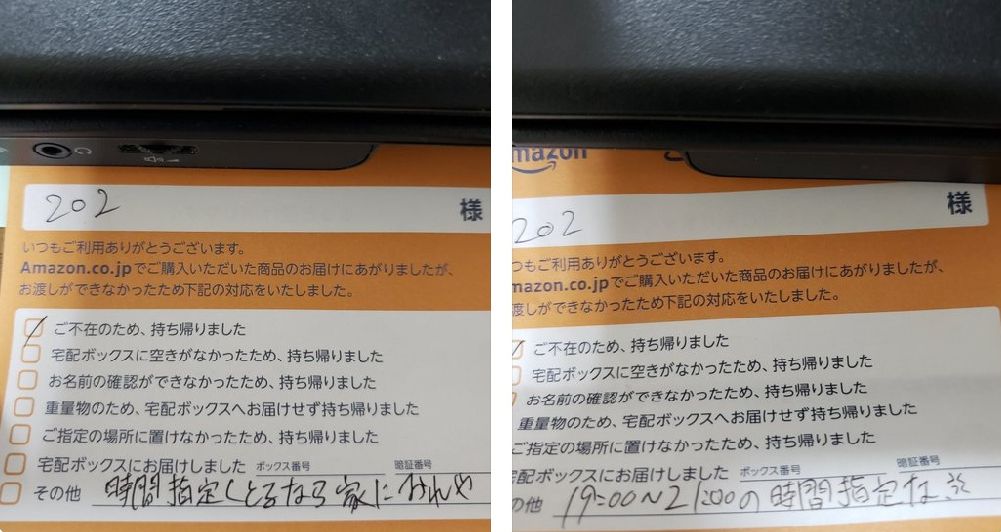 202 様
いつもご利用ありがとうございます。
Amazon.co.jpでご購入いただいた商品のお届けにあがりましたが、
お渡しができなかったため下記の対応をいたしました。
ご不在のため、持ち帰りました
宅配ボックスに空きがなかったため、持ち帰りました
お名前の確認ができなかったため、持ち帰りました
重量物のため、宅配ボックスへお届けせず持ち帰りました
ご指定の場所に置けなかったため、持ち帰りました
宅配ボックスにお届けしました ボックス番号 暗証番号
その他 時間指定しとるなら家におれや
mazon
202 様
つもご利用ありがとうございます。
mazon.co.jpでご購入いただいた商品のお届けにあがりましたが、
渡しができなかったため下記の対応をいたしました。
ご不在のため、持ち帰りました
宅配ボックスに空きがなかったため、持ち帰りました
お名前の確認ができなかったため、持ち帰りました
重量物のため、宅配ボックスへお届けせず持ち帰りました
ご指定の場所に置けなかったため、持ち帰りました
宅配ボックスにお届けしました ボックス番号 暗証番号
の他 19:00~21:00の時間指定な